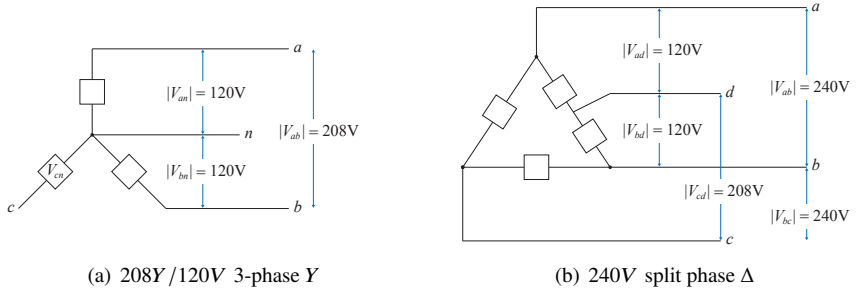 a
|V_an| = 120V
n
|V_ab| = 208V
|V_bn| = 120V
V_cn
c
b
(a) 208Y/120V 3-phase Y
a
|V_ad| = 120V
d
|V_ab| = 240V
|V_bd| = 120V
b
|V_cd| = 208V
|V_bc| = 240V
c
(b) 240V split phase Δ